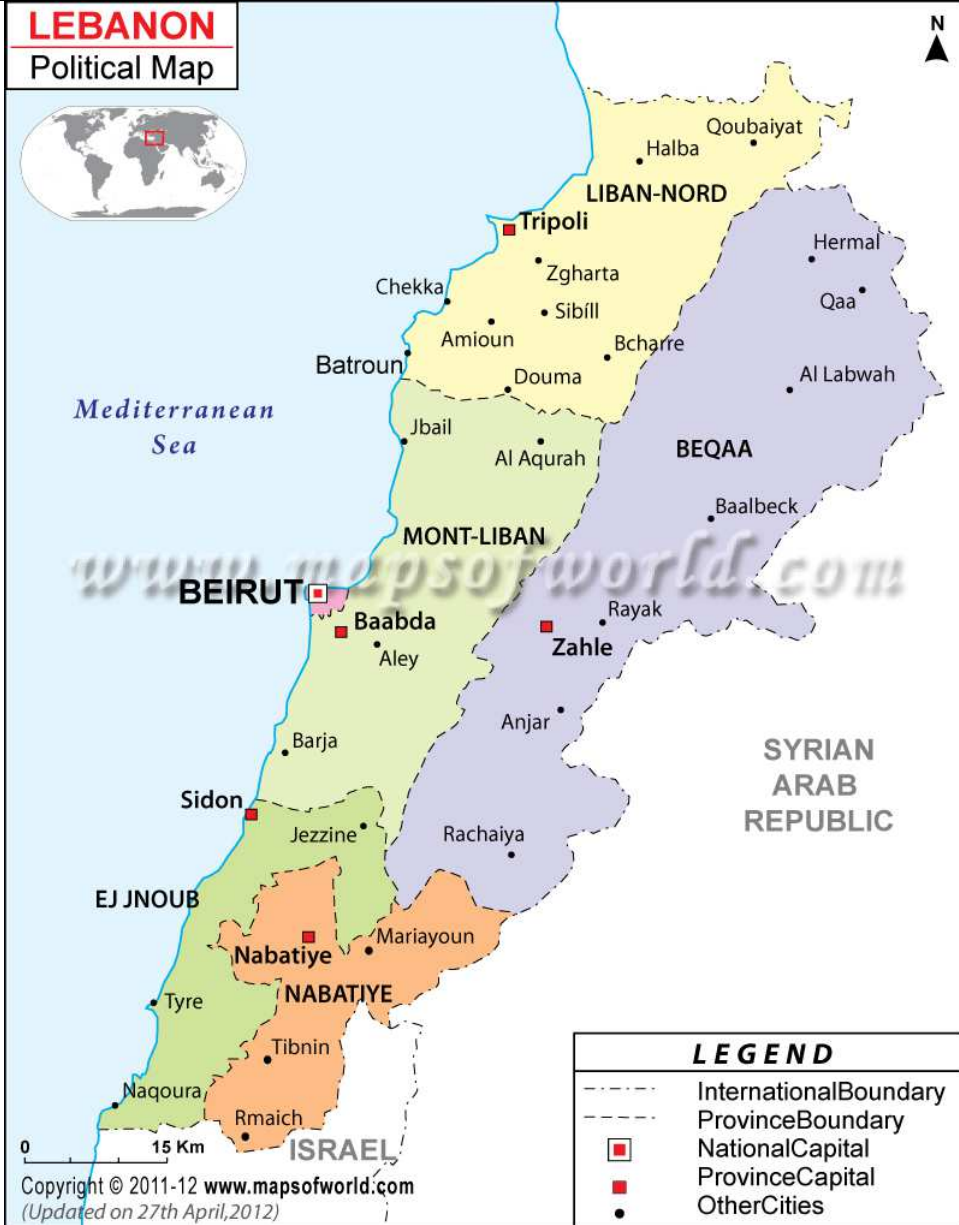 LEBANON
Political Map
N
Qoubaiyat
Halba
LIBAN-NORD
Tripoli
Hermal
Zgharta
Chekka
Qaa
Sibíll
Amioun
Bcharre
Batroun
Douma
Al Labwah
Mediterranean
Sea
Jbail
Al Aqurah
BEQAA
Baalbeck
MONT-LIBAN
www.mapsofworld.com
BEIRUT
Rayak
Baabda
Zahle
Aley
Anjar
Barja
SYRIAN
ARAB
REPUBLIC
Sidon
Jezzine
Rachaiya
EJ JNOUB
Mariayoun
Nabatiye
NABATIYE
Tyre
Tibnin
Naqoura
Rmaich
ISRAEL
LEGEND
InternationalBoundary
ProvinceBoundary
NationalCapital
ProvinceCapital
OtherCities
0 15 Km
Copyright © 2011-12 www.mapsofworld.com
(Updated on 27th April,2012)